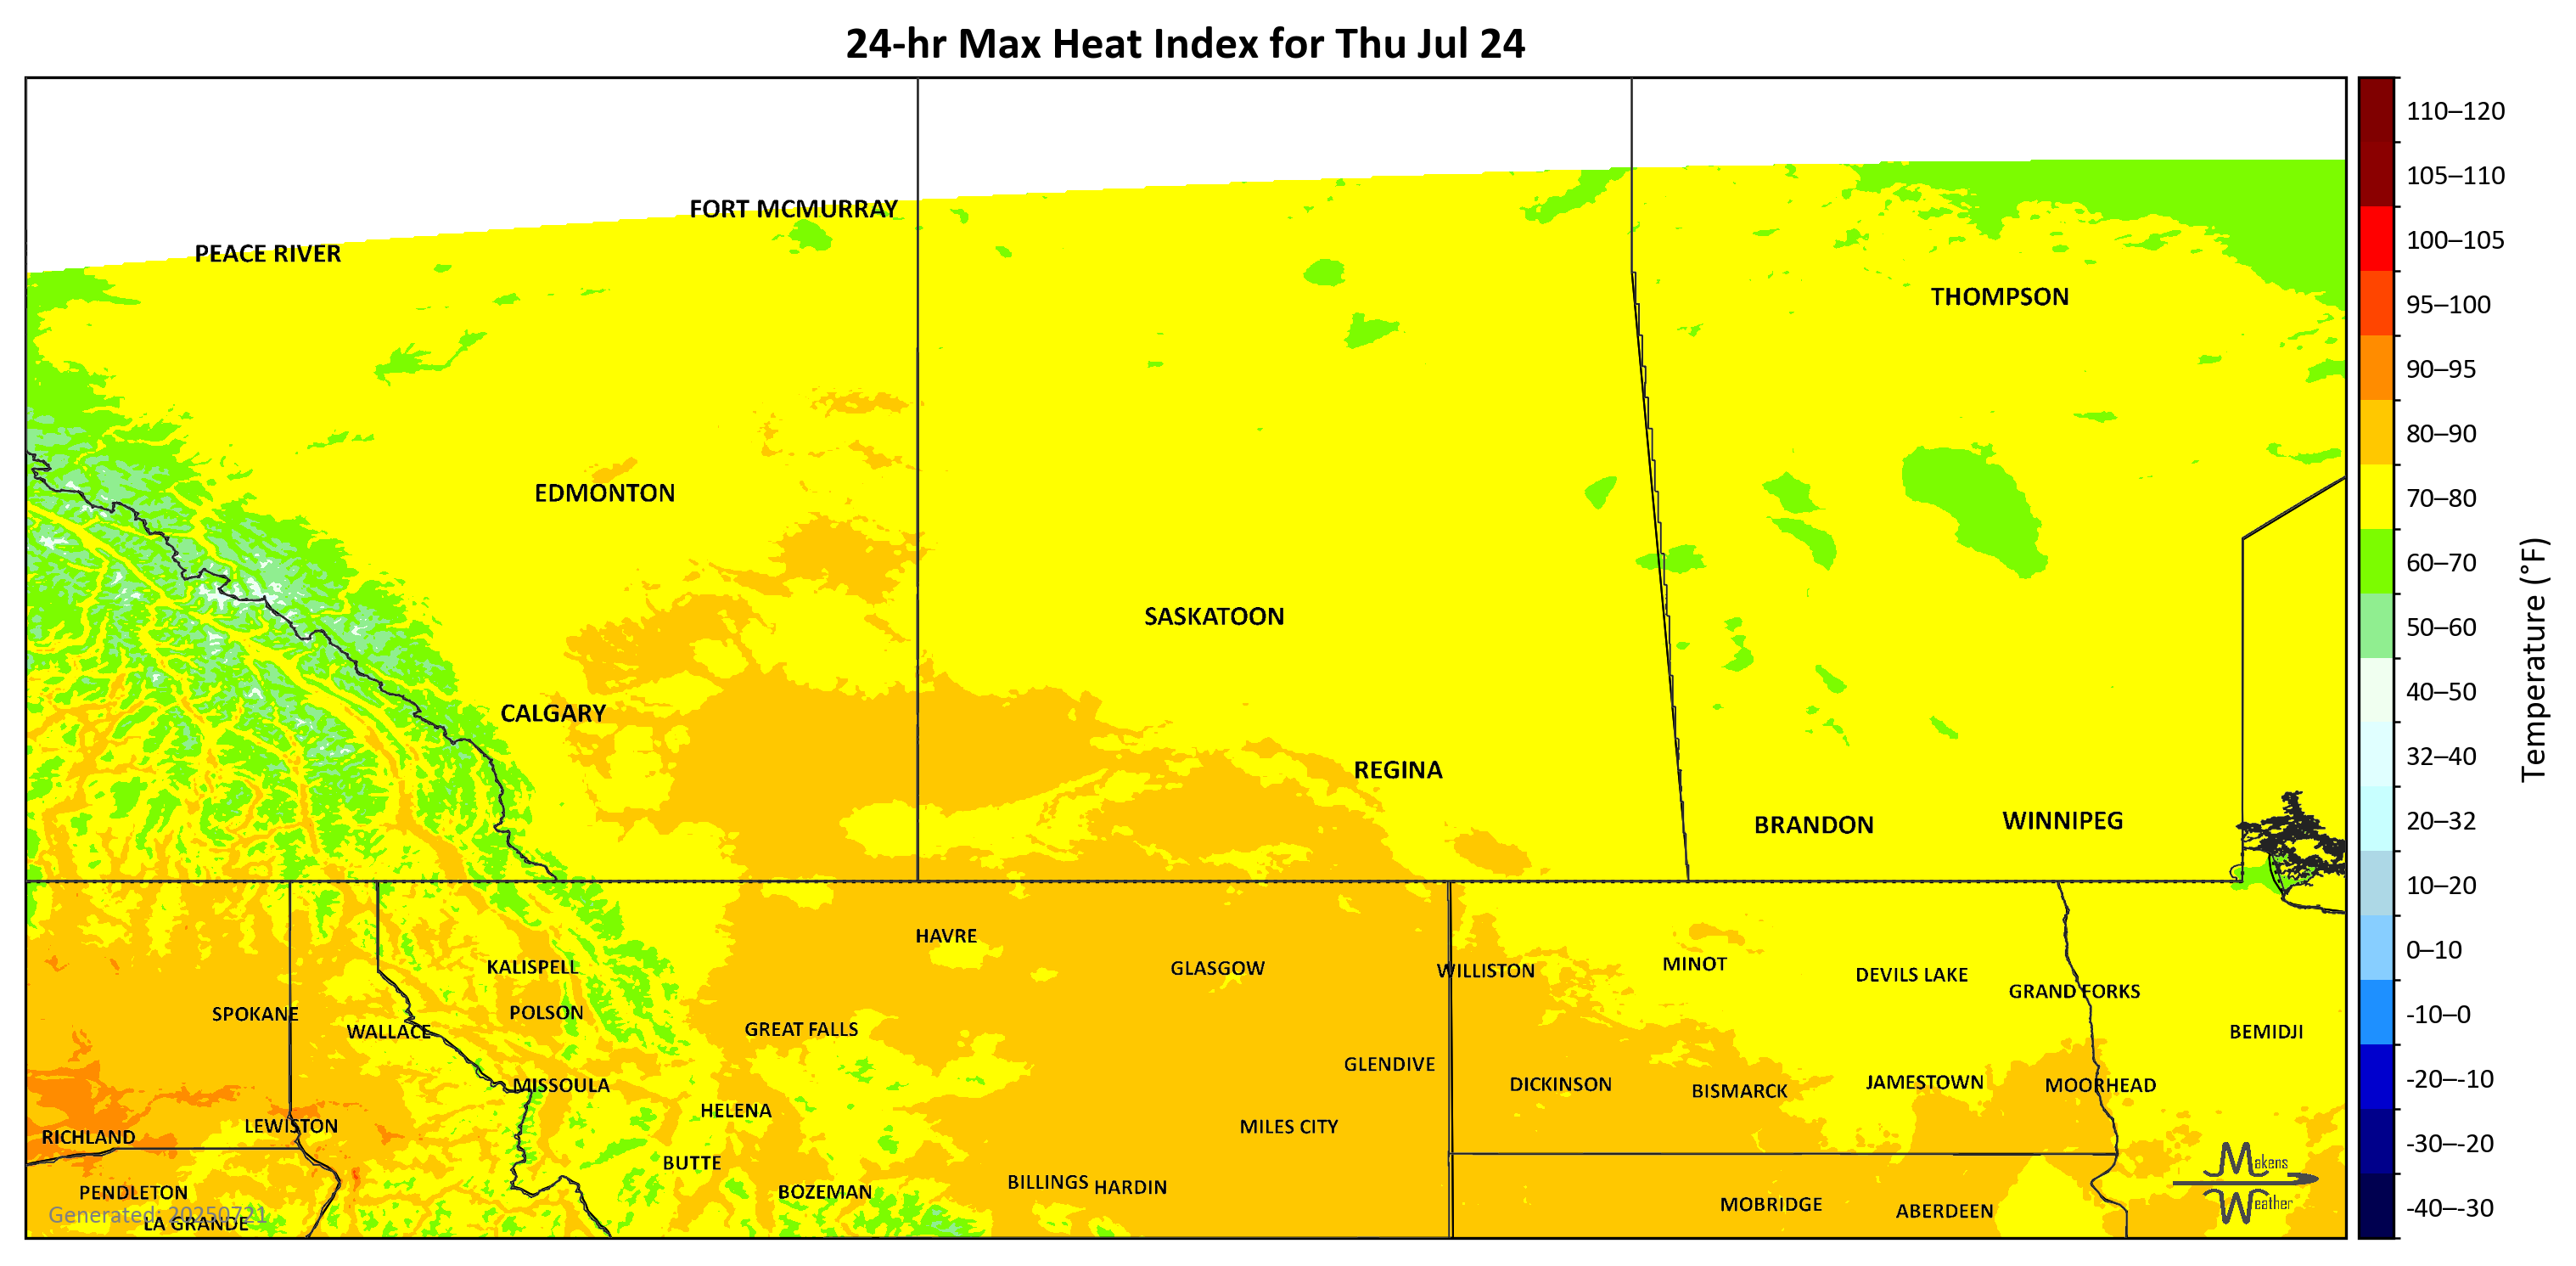 24-hr Max Heat Index for Thu Jul 24
110–120
105–110
FORT MCMURRAY
100–105
PEACE RIVER
THOMPSON
95–100
90–95
80–90
EDMONTON
70–80
60–70
SASKATOON
50–60
Temperature (°F)
40–50
CALGARY
REGINA
32–40
BRANDON
WINNIPEG
20–32
10–20
HAVRE
0–10
KALISPELL
GLASGOW
WILLISTON
MINOT
DEVILS LAKE
GRAND FORKS
SPOKANE
POLSON
-10–0
WALLACE
GREAT FALLS
BEMIDJI
GLENDIVE
-20–-10
MISSOULA
DICKINSON
BISMARCK
JAMESTOWN
MOORHEAD
HELENA
LEWISTON
MILES CITY
RICHLAND
-30–-20
BUTTE
Makens
PENDLETON
BOZEMAN
BILLINGS
HARDIN
MOBRIDGE
ABERDEEN
Weather
-40–-30
Generated: 20250721
LA GRANDE